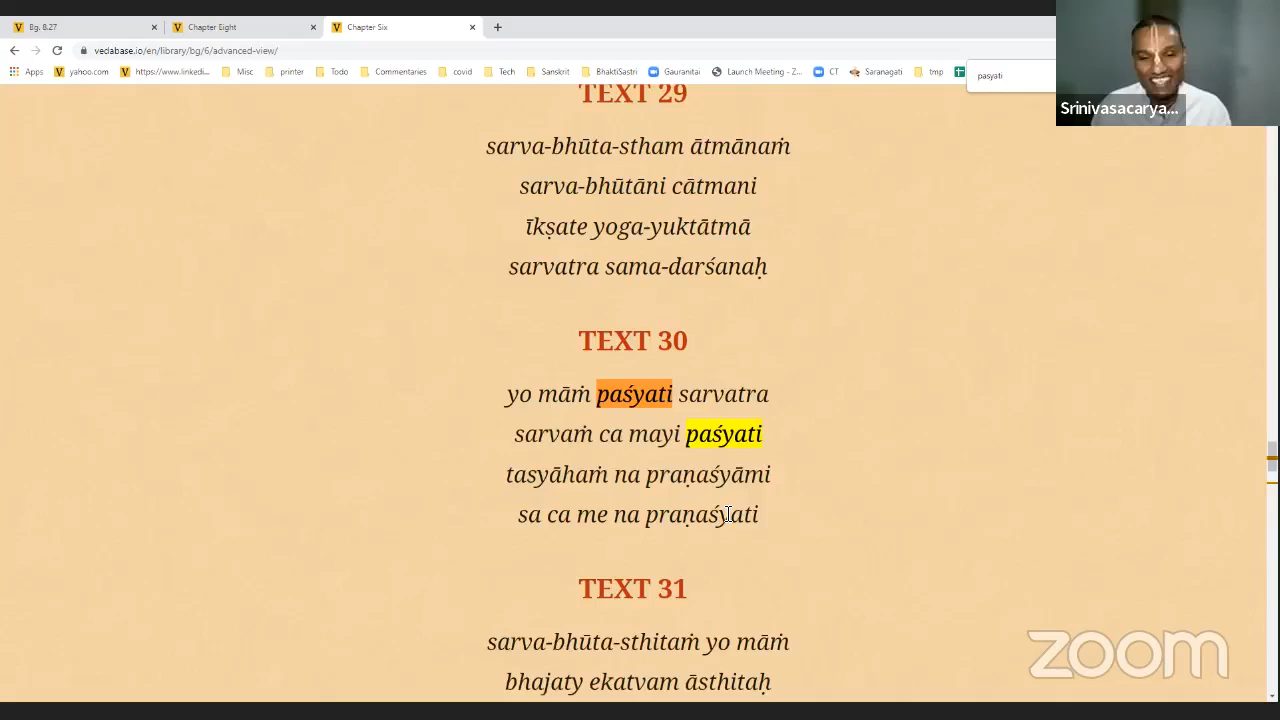 Bg. 8.27
Chapter Eight
Chapter Six
vedabase.io/en/library/bg/6/advanced-view/
Apps yahoo.com https://www.linkedi... Misc printer Todo Commentaries covid Tech Sanskrit BhaktiSastri Gauranitai Launch Meeting - Z... CT Saranagati tmp
pasyati
Srinivasacarya...
TEXT 29
sarva-bhūta-stham ātmānaṁ
sarva-bhūtāni cātmani
īkṣate yoga-yuktātmā
sarvatra sama-darśanaḥ
TEXT 30
yo māṁ paśyati sarvatra
sarvaṁ ca mayi paśyati
tasyāhaṁ na praṇaśyāmi
sa ca me na praṇaśyati
TEXT 31
sarva-bhūta-sthitaṁ yo māṁ
bhajaty ekatvam āsthitaḥ
zoom